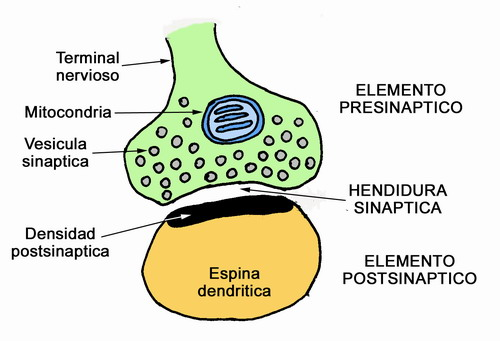 Terminal
nervioso
Mitocondria
Vesicula
sinaptica
Densidad
postsinaptica
Espina
dendritica
ELEMENTO
PRESINAPTICO
HENDIDURA
SINAPTICA
ELEMENTO
POSTSINAPTICO